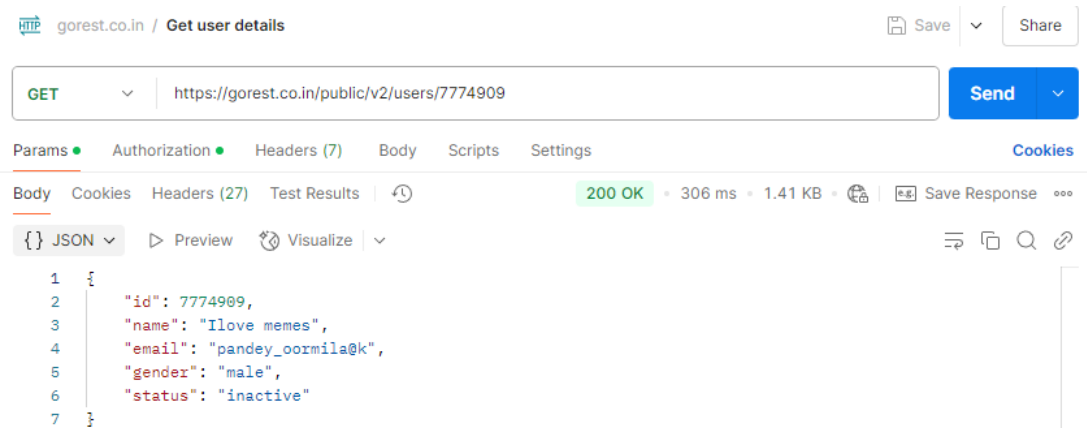 HTTP gorest.co.in / Get user details Save Share
GET https://gorest.co.in/public/v2/users/7774909 Send
Params Authorization Headers (7) Body Scripts Settings Cookies
Body Cookies Headers (27) Test Results 200 OK 306 ms 1.41 KB e.g. Save Response
{} JSON Preview Visualize
1 {
2 "id": 7774909,
3 "name": "Ilove memes",
4 "email": "pandey_oormila@k",
5 "gender": "male",
6 "status": "inactive"
7 }